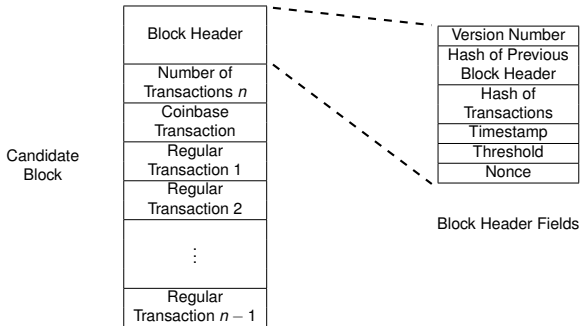 Candidate
Block
Block Header
Number of
Transactions n
Coinbase
Transaction
Regular
Transaction 1
Regular
Transaction 2
⋮
Regular
Transaction n − 1
Version Number
Hash of Previous
Block Header
Hash of
Transactions
Timestamp
Threshold
Nonce
Block Header Fields